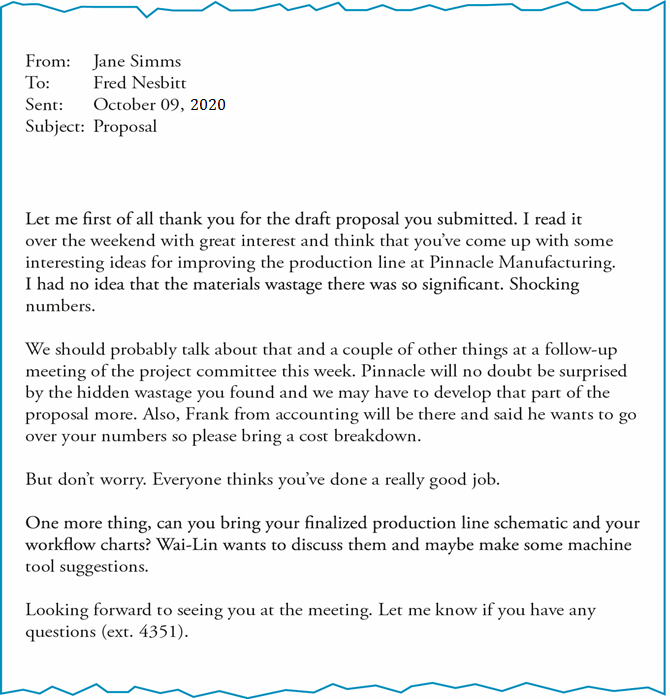 From: Jane Simms
To: Fred Nesbitt
Sent: October 09, 2020
Subject: Proposal
Let me first of all thank you for the draft proposal you submitted. I read it
over the weekend with great interest and think that you’ve come up with some
interesting ideas for improving the production line at Pinnacle Manufacturing.
I had no idea that the materials wastage there was so significant. Shocking
numbers.
We should probably talk about that and a couple of other things at a follow-up
meeting of the project committee this week. Pinnacle will no doubt be surprised
by the hidden wastage you found and we may have to develop that part of the
proposal more. Also, Frank from accounting will be there and said he wants to go
over your numbers so please bring a cost breakdown.
But don’t worry. Everyone thinks you’ve done a really good job.
One more thing, can you bring your finalized production line schematic and your
workflow charts? Wai-Lin wants to discuss them and maybe make some machine
tool suggestions.
Looking forward to seeing you at the meeting. Let me know if you have any
questions (ext. 4351).